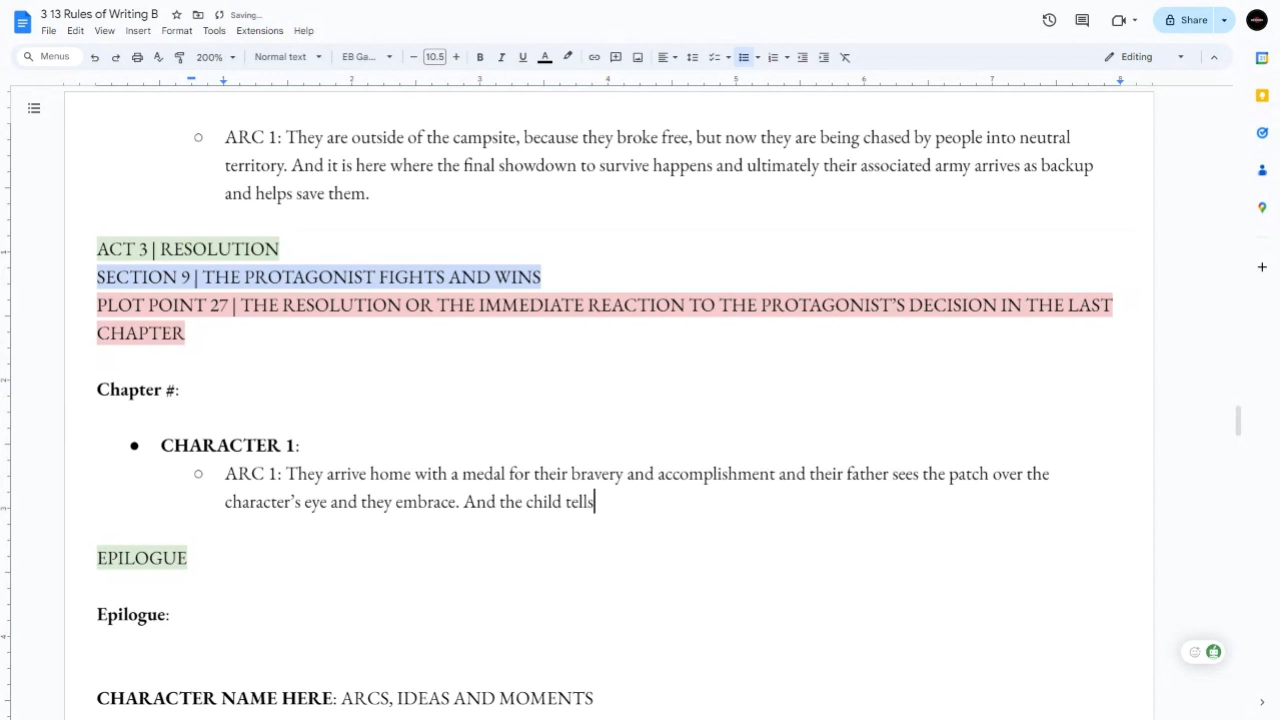 3 13 Rules of Writing B
Saving...
File Edit View Insert Format Tools Extensions Help
Share
Menus
200%
Normal text
EB Ga...
10.5
Editing
2 3 4 5 6 7 8
ARC 1: They are outside of the campsite, because they broke free, but now they are being chased by people into neutral
territory. And it is here where the final showdown to survive happens and ultimately their associated army arrives as backup
and helps save them.
ACT 3 | RESOLUTION
SECTION 9 | THE PROTAGONIST FIGHTS AND WINS
PLOT POINT 27 | THE RESOLUTION OR THE IMMEDIATE REACTION TO THE PROTAGONIST’S DECISION IN THE LAST
CHAPTER
Chapter #:
● CHARACTER 1:
○ ARC 1: They arrive home with a medal for their bravery and accomplishment and their father sees the patch over the
character’s eye and they embrace. And the child tells
EPILOGUE
Epilogue:
CHARACTER NAME HERE: ARCS, IDEAS AND MOMENTS